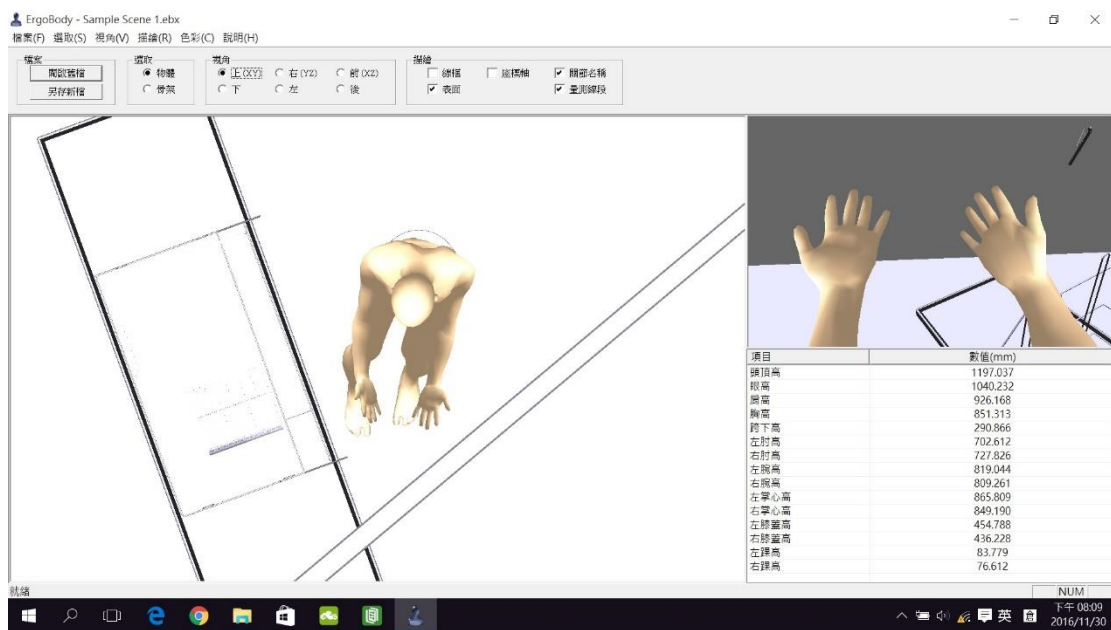 ErgoBody - Sample Scene 1.ebx
檔案(F) 選取(S) 視角(V) 描繪(R) 色彩(C) 說明(H)
檔案 選取 視角 描繪
開啟舊檔 物體 上(XY) 右(YZ) 前(XZ) 線框 座標軸 關節名稱
另存新檔 骨架 下 左 後 表面 量測線段
項目 數值(mm)
頭頂高 1197.037
眼高 1040.232
肩高 926.168
胸高 851.313
跨下高 290.866
左肘高 702.612
右肘高 727.826
左腕高 819.044
右腕高 809.261
左掌心高 865.809
右掌心高 849.190
左膝蓋高 454.788
右膝蓋高 436.228
左踝高 83.779
右踝高 76.612
就緒 NUM
英 下午 08:09
2016/11/30